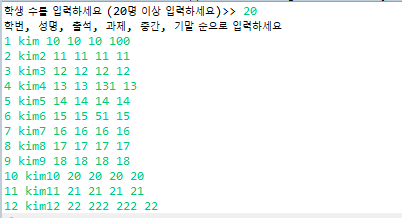 학생 수를 입력하세요 (20명 이상 입력하세요)>> 20
학번, 성명, 출석, 과제, 중간, 기말 순으로 입력하세요
1 kim 10 10 10 100
2 kim2 11 11 11 11
3 kim3 12 12 12 12
4 kim4 13 13 131 13
5 kim5 14 14 14 14
6 kim6 15 15 51 15
7 kim7 16 16 16 16
8 kim8 17 17 17 17
9 kim9 18 18 18 18
10 kim10 20 20 20 20
11 kim11 21 21 21 21
12 kim12 22 222 222 22